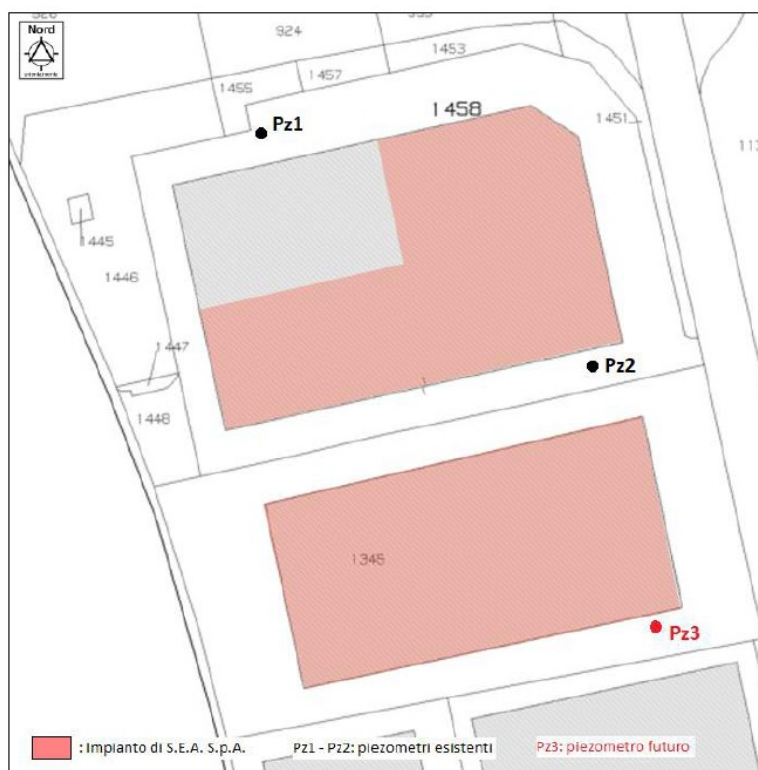 Nord
orientamento
924
1453
1457
1455
1458
1451
Pz1
1445
1446
1447
Pz2
1448
1345
Pz3
: Impianto di S.E.A. S.p.A. Pz1 - Pz2: piezometri esistenti Pz3: piezometro futuro